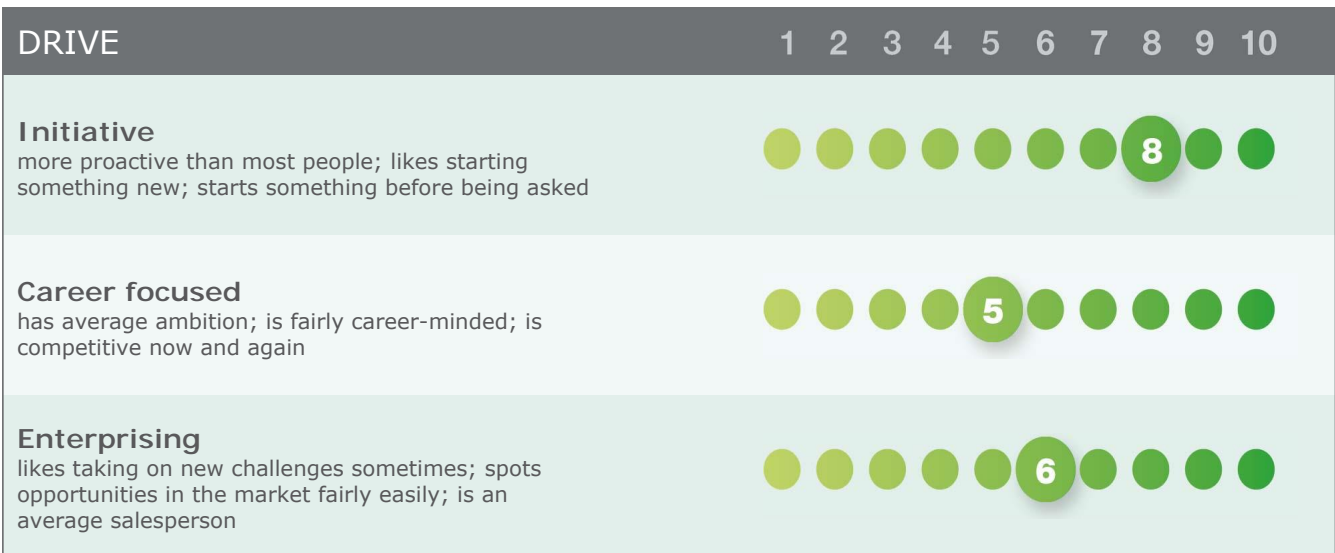 DRIVE 1 2 3 4 5 6 7 8 9 10
Initiative
more proactive than most people; likes starting
something new; starts something before being asked
8
Career focused
has average ambition; is fairly career-minded; is
competitive now and again
5
Enterprising
likes taking on new challenges sometimes; spots
opportunities in the market fairly easily; is an
average salesperson
6